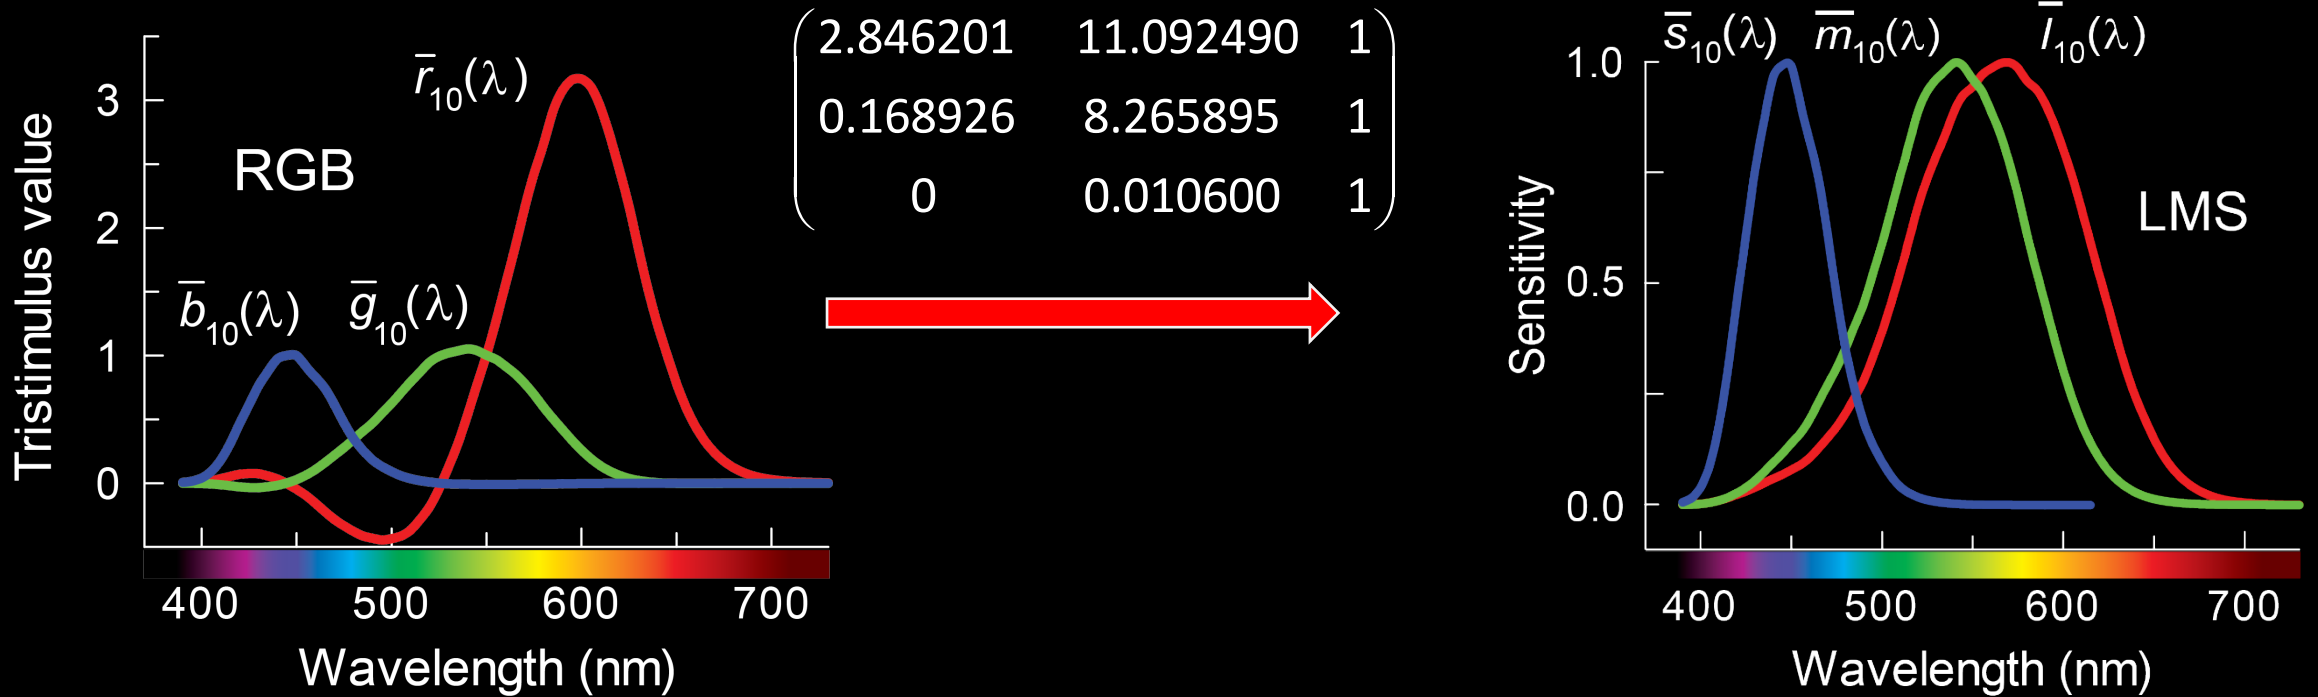 r̅10(λ)
RGB
b̅10(λ) g̅10(λ)
3
2
1
0
Tristimulus value
400 500 600 700
Wavelength (nm)
2.846201 11.092490 1
0.168926 8.265895 1
0 0.010600 1
s̅10(λ) m̅10(λ) l̅10(λ)
LMS
1.0
0.5
0.0
Sensitivity
400 500 600 700
Wavelength (nm)